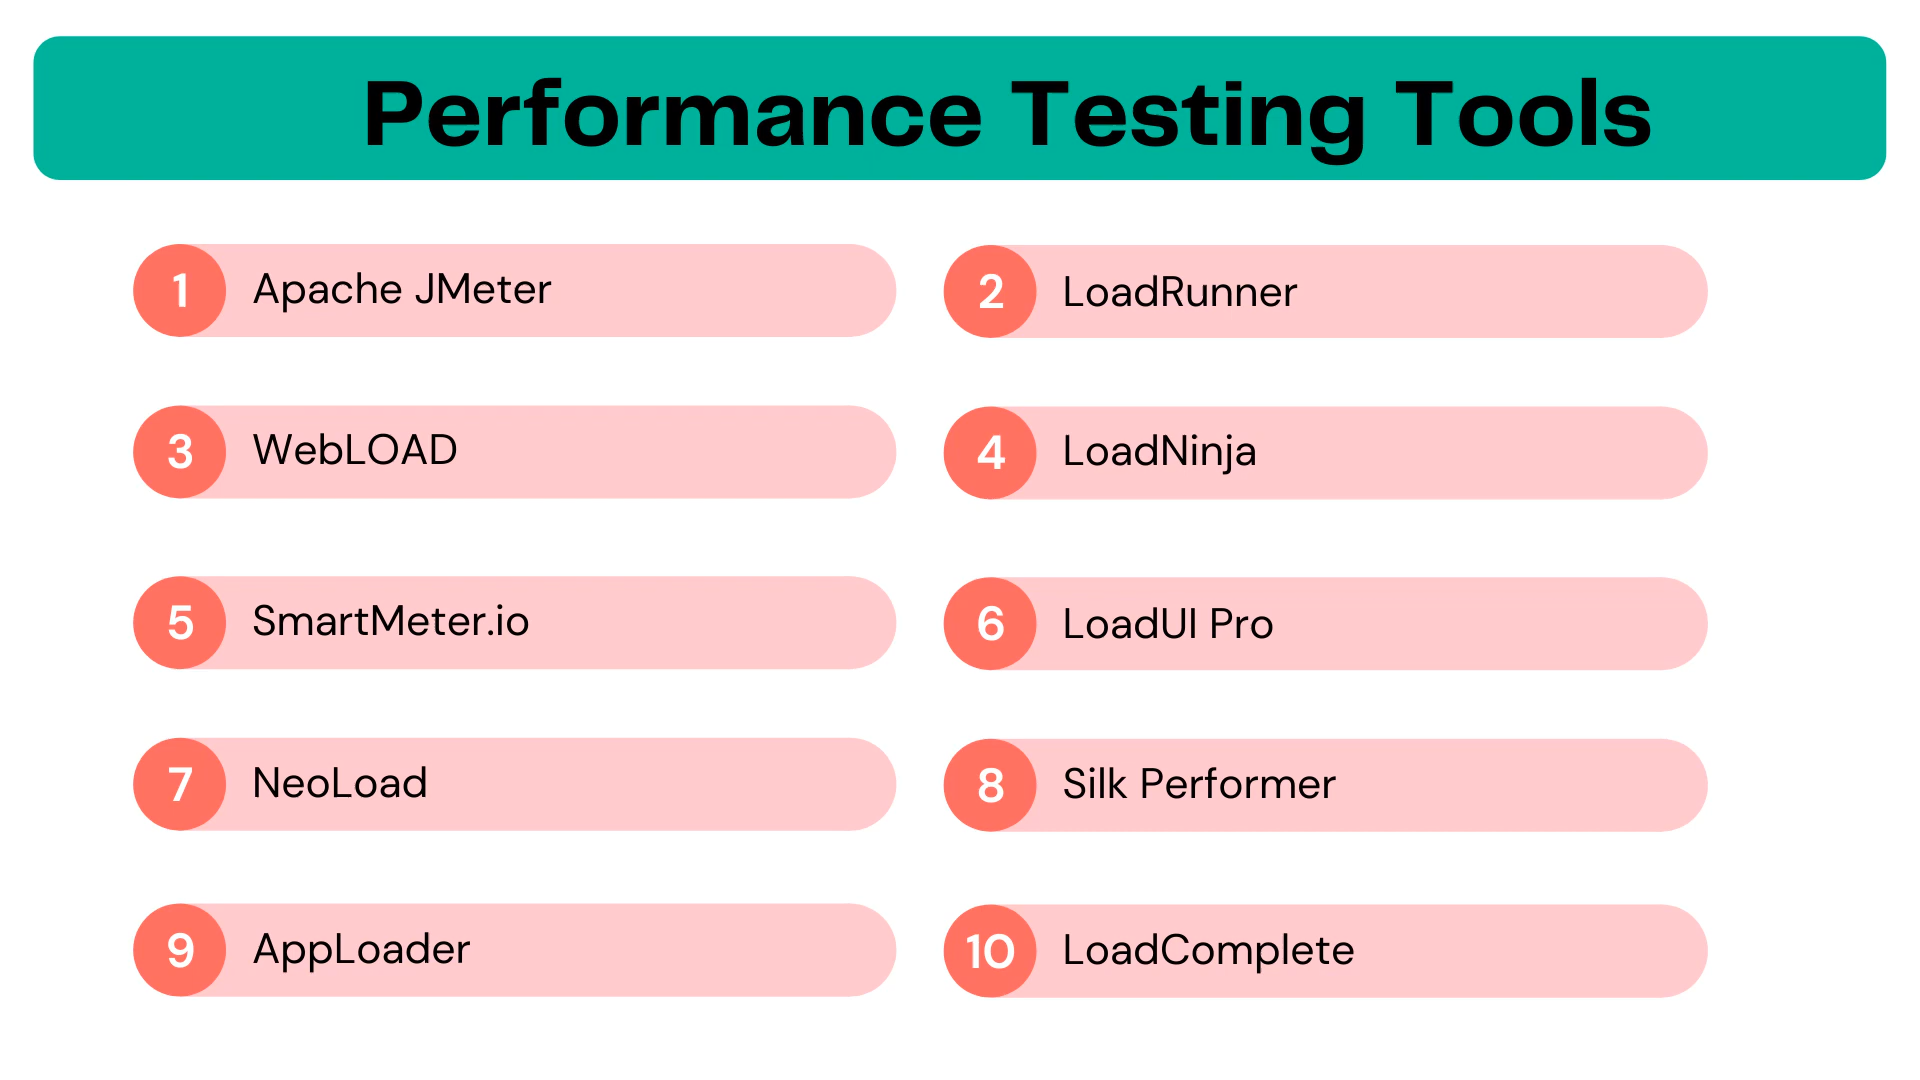 Performance Testing Tools
1 Apache JMeter
2 LoadRunner
3 WebLOAD
4 LoadNinja
5 SmartMeter.io
6 LoadUI Pro
7 NeoLoad
8 Silk Performer
9 AppLoader
10 LoadComplete